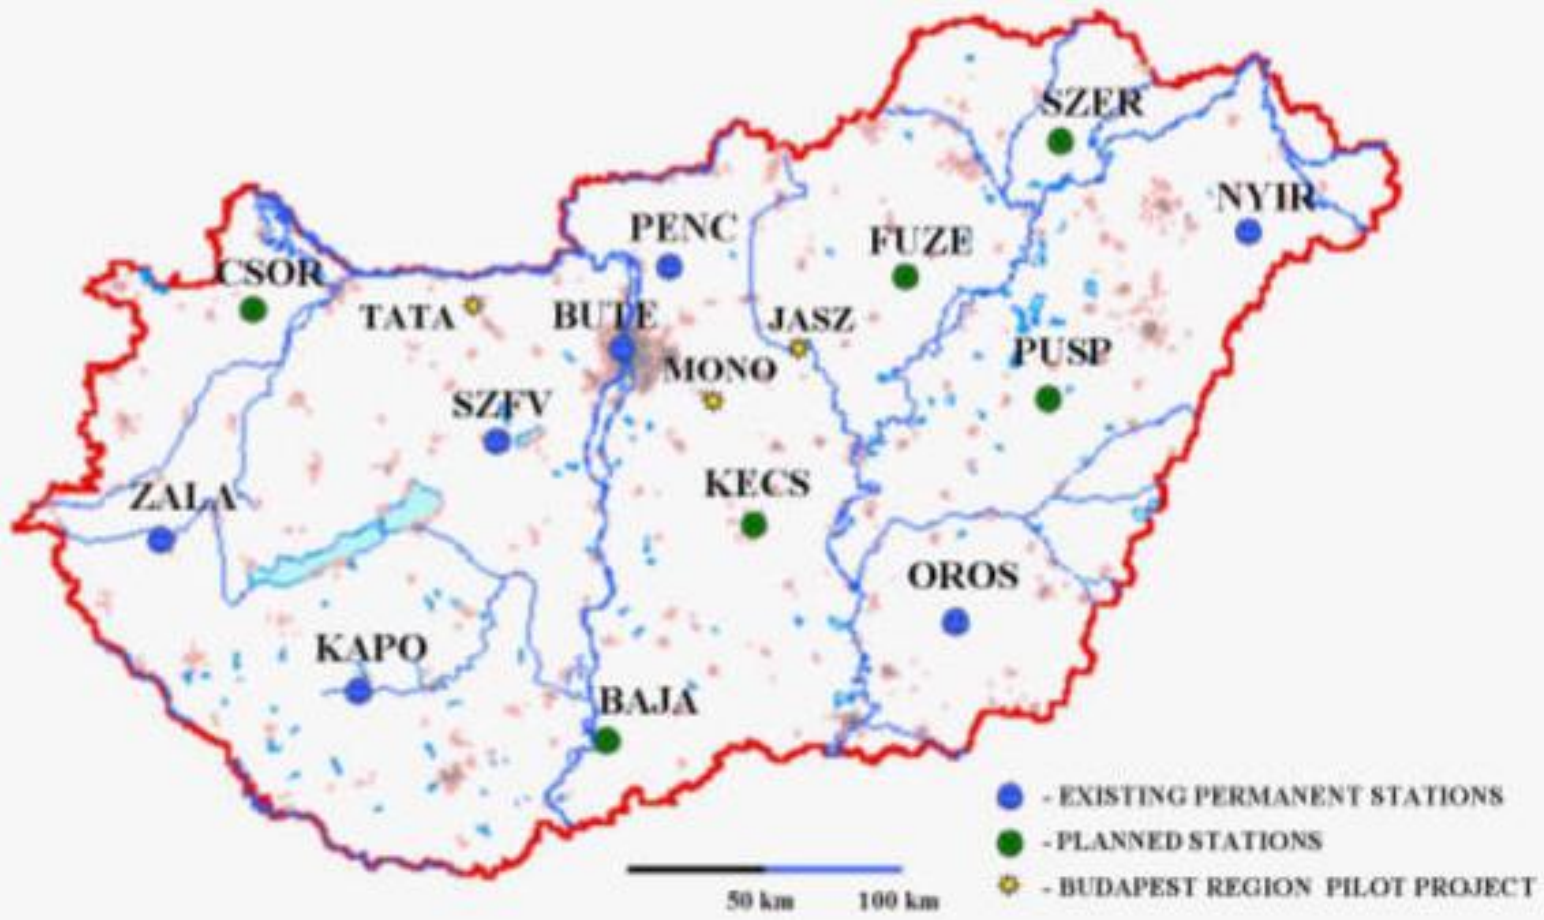 SZER
NYIR
PENC
FUZE
CSOR
TATA
BUTE
JASZ
MONO
PUSP
SZFV
KECS
ZALA
OROS
KAPO
BAJA
- EXISTING PERMANENT STATIONS
- PLANNED STATIONS
- BUDAPEST REGION PILOT PROJECT
50 km 100 km